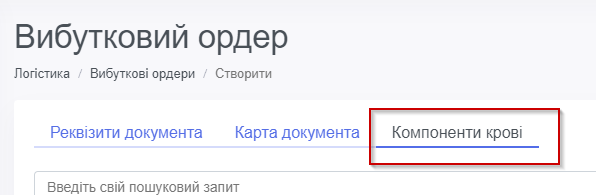 Вибутковий ордер
Логістика / Вибуткові ордери / Створити
Реквізити документа Карта документа Компоненти крові
Введіть свій пошуковий запит